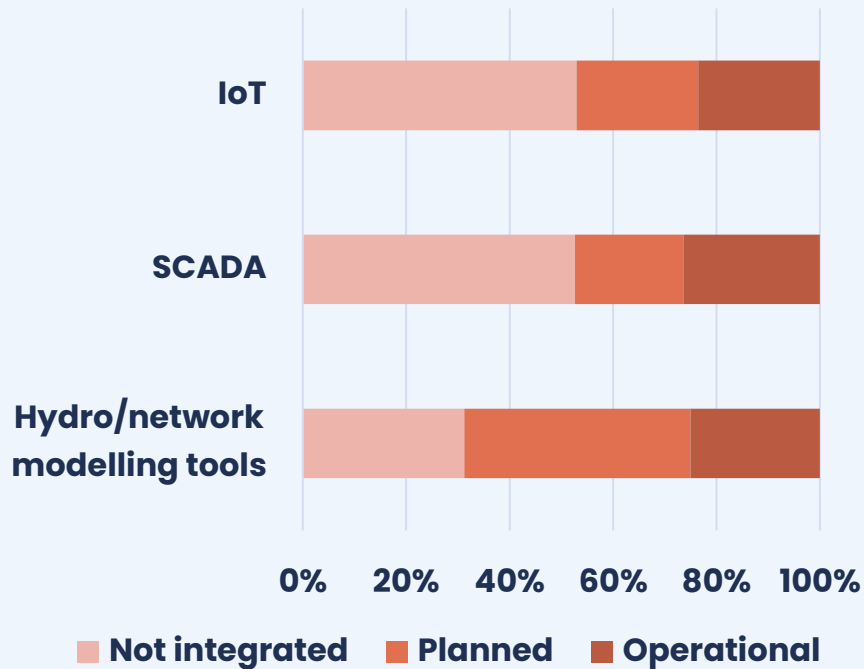 IoT
SCADA
Hydro/network
modelling tools
0% 20% 40% 60% 80% 100%
Not integrated Planned Operational